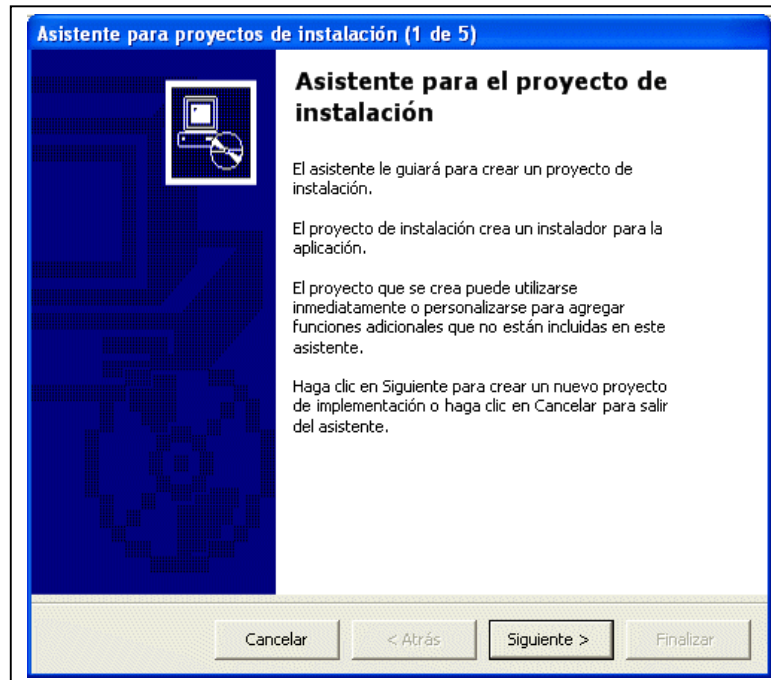 Asistente para proyectos de instalación (1 de 5)
Asistente para el proyecto de
instalación
El asistente le guiará para crear un proyecto de
instalación.
El proyecto de instalación crea un instalador para la
aplicación.
El proyecto que se crea puede utilizarse
inmediatamente o personalizarse para agregar
funciones adicionales que no están incluidas en este
asistente.
Haga clic en Siguiente para crear un nuevo proyecto
de implementación o haga clic en Cancelar para salir
del asistente.
Cancelar
< Atrás
Siguiente >
Finalizar